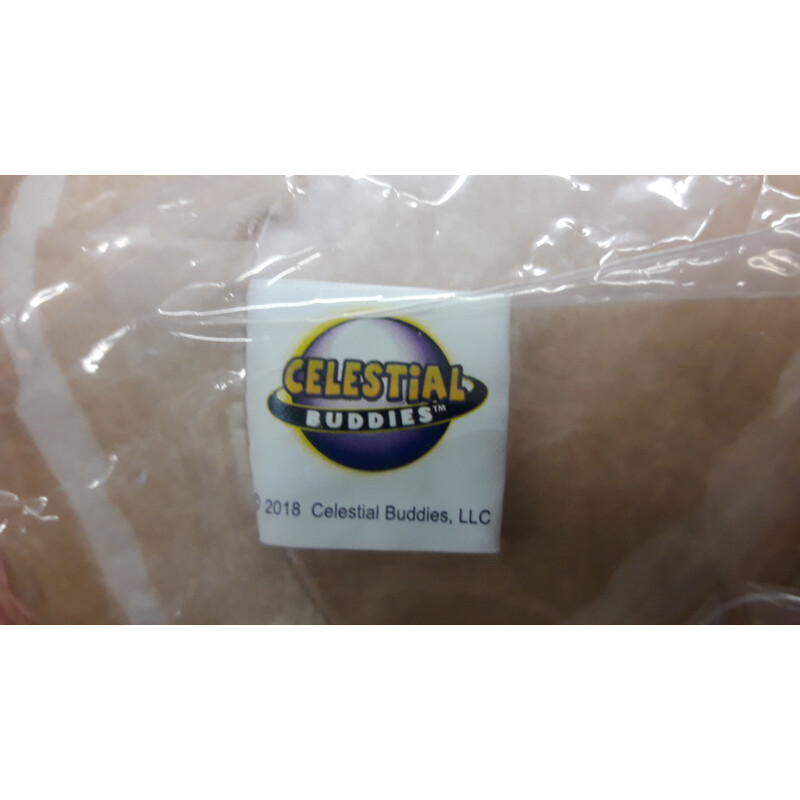 CELESTiAL
BUDDIES™
© 2018 Celestial Buddies, LLC